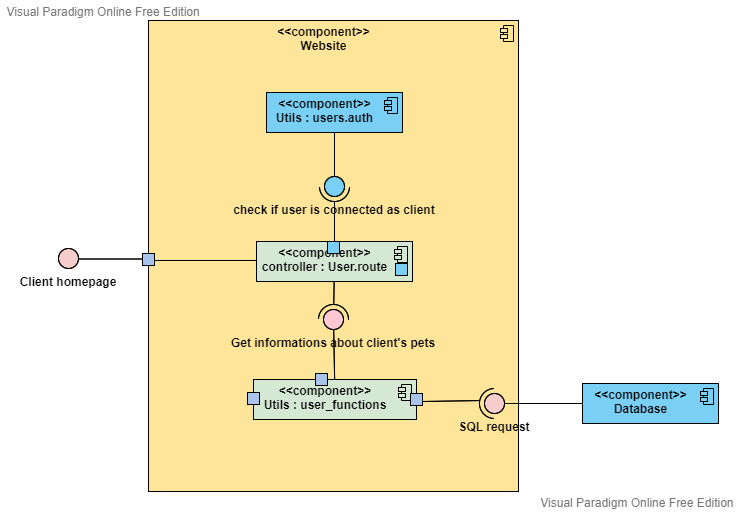 Visual Paradigm Online Free Edition
<<component>>
Website
<<component>>
Utils : users.auth
check if user is connected as client
<<component>>
controller : User.route
Client homepage
Get informations about client's pets
<<component>>
Utils : user_functions
<<component>>
Database
SQL request
Visual Paradigm Online Free Edition